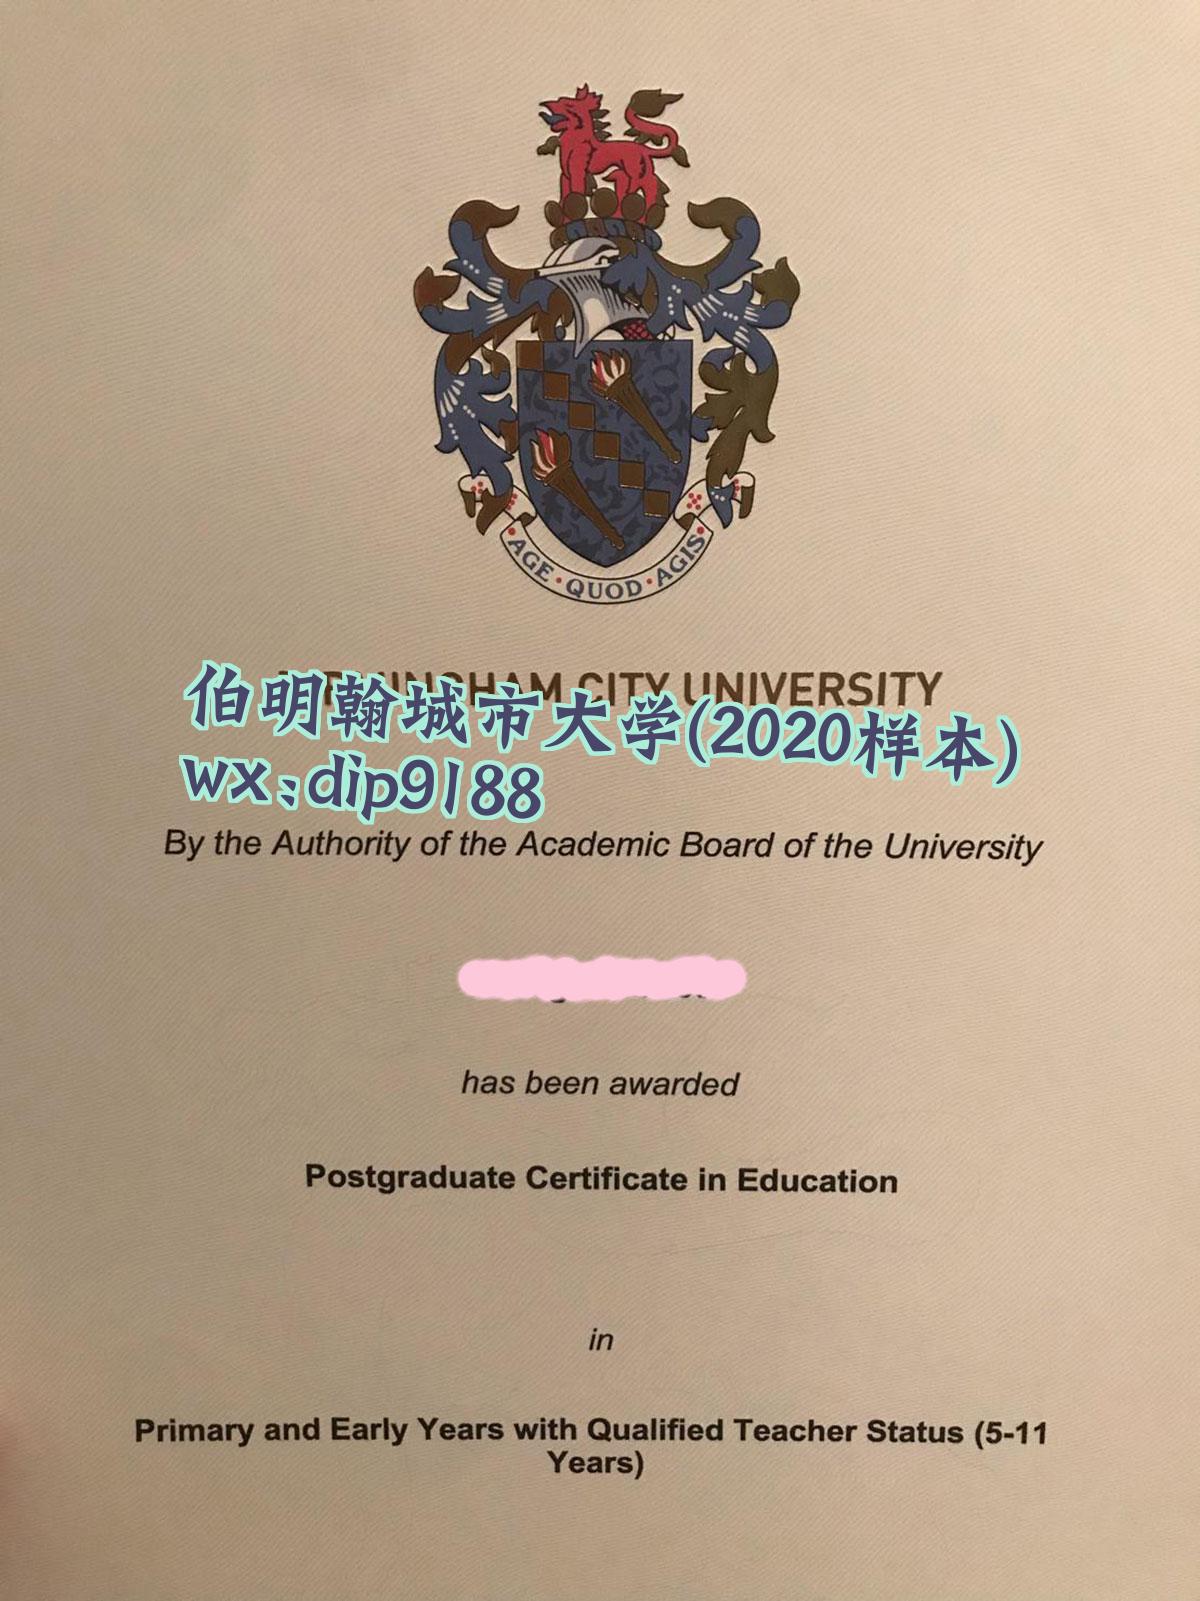 AGE · QUOD · AGIS
CITY UNIVERSITY
伯明翰城市大学(2020样本)
wx:dip9188
By the Authority of the Academic Board of the University
has been awarded
Postgraduate Certificate in Education
in
Primary and Early Years with Qualified Teacher Status (5-11
Years)